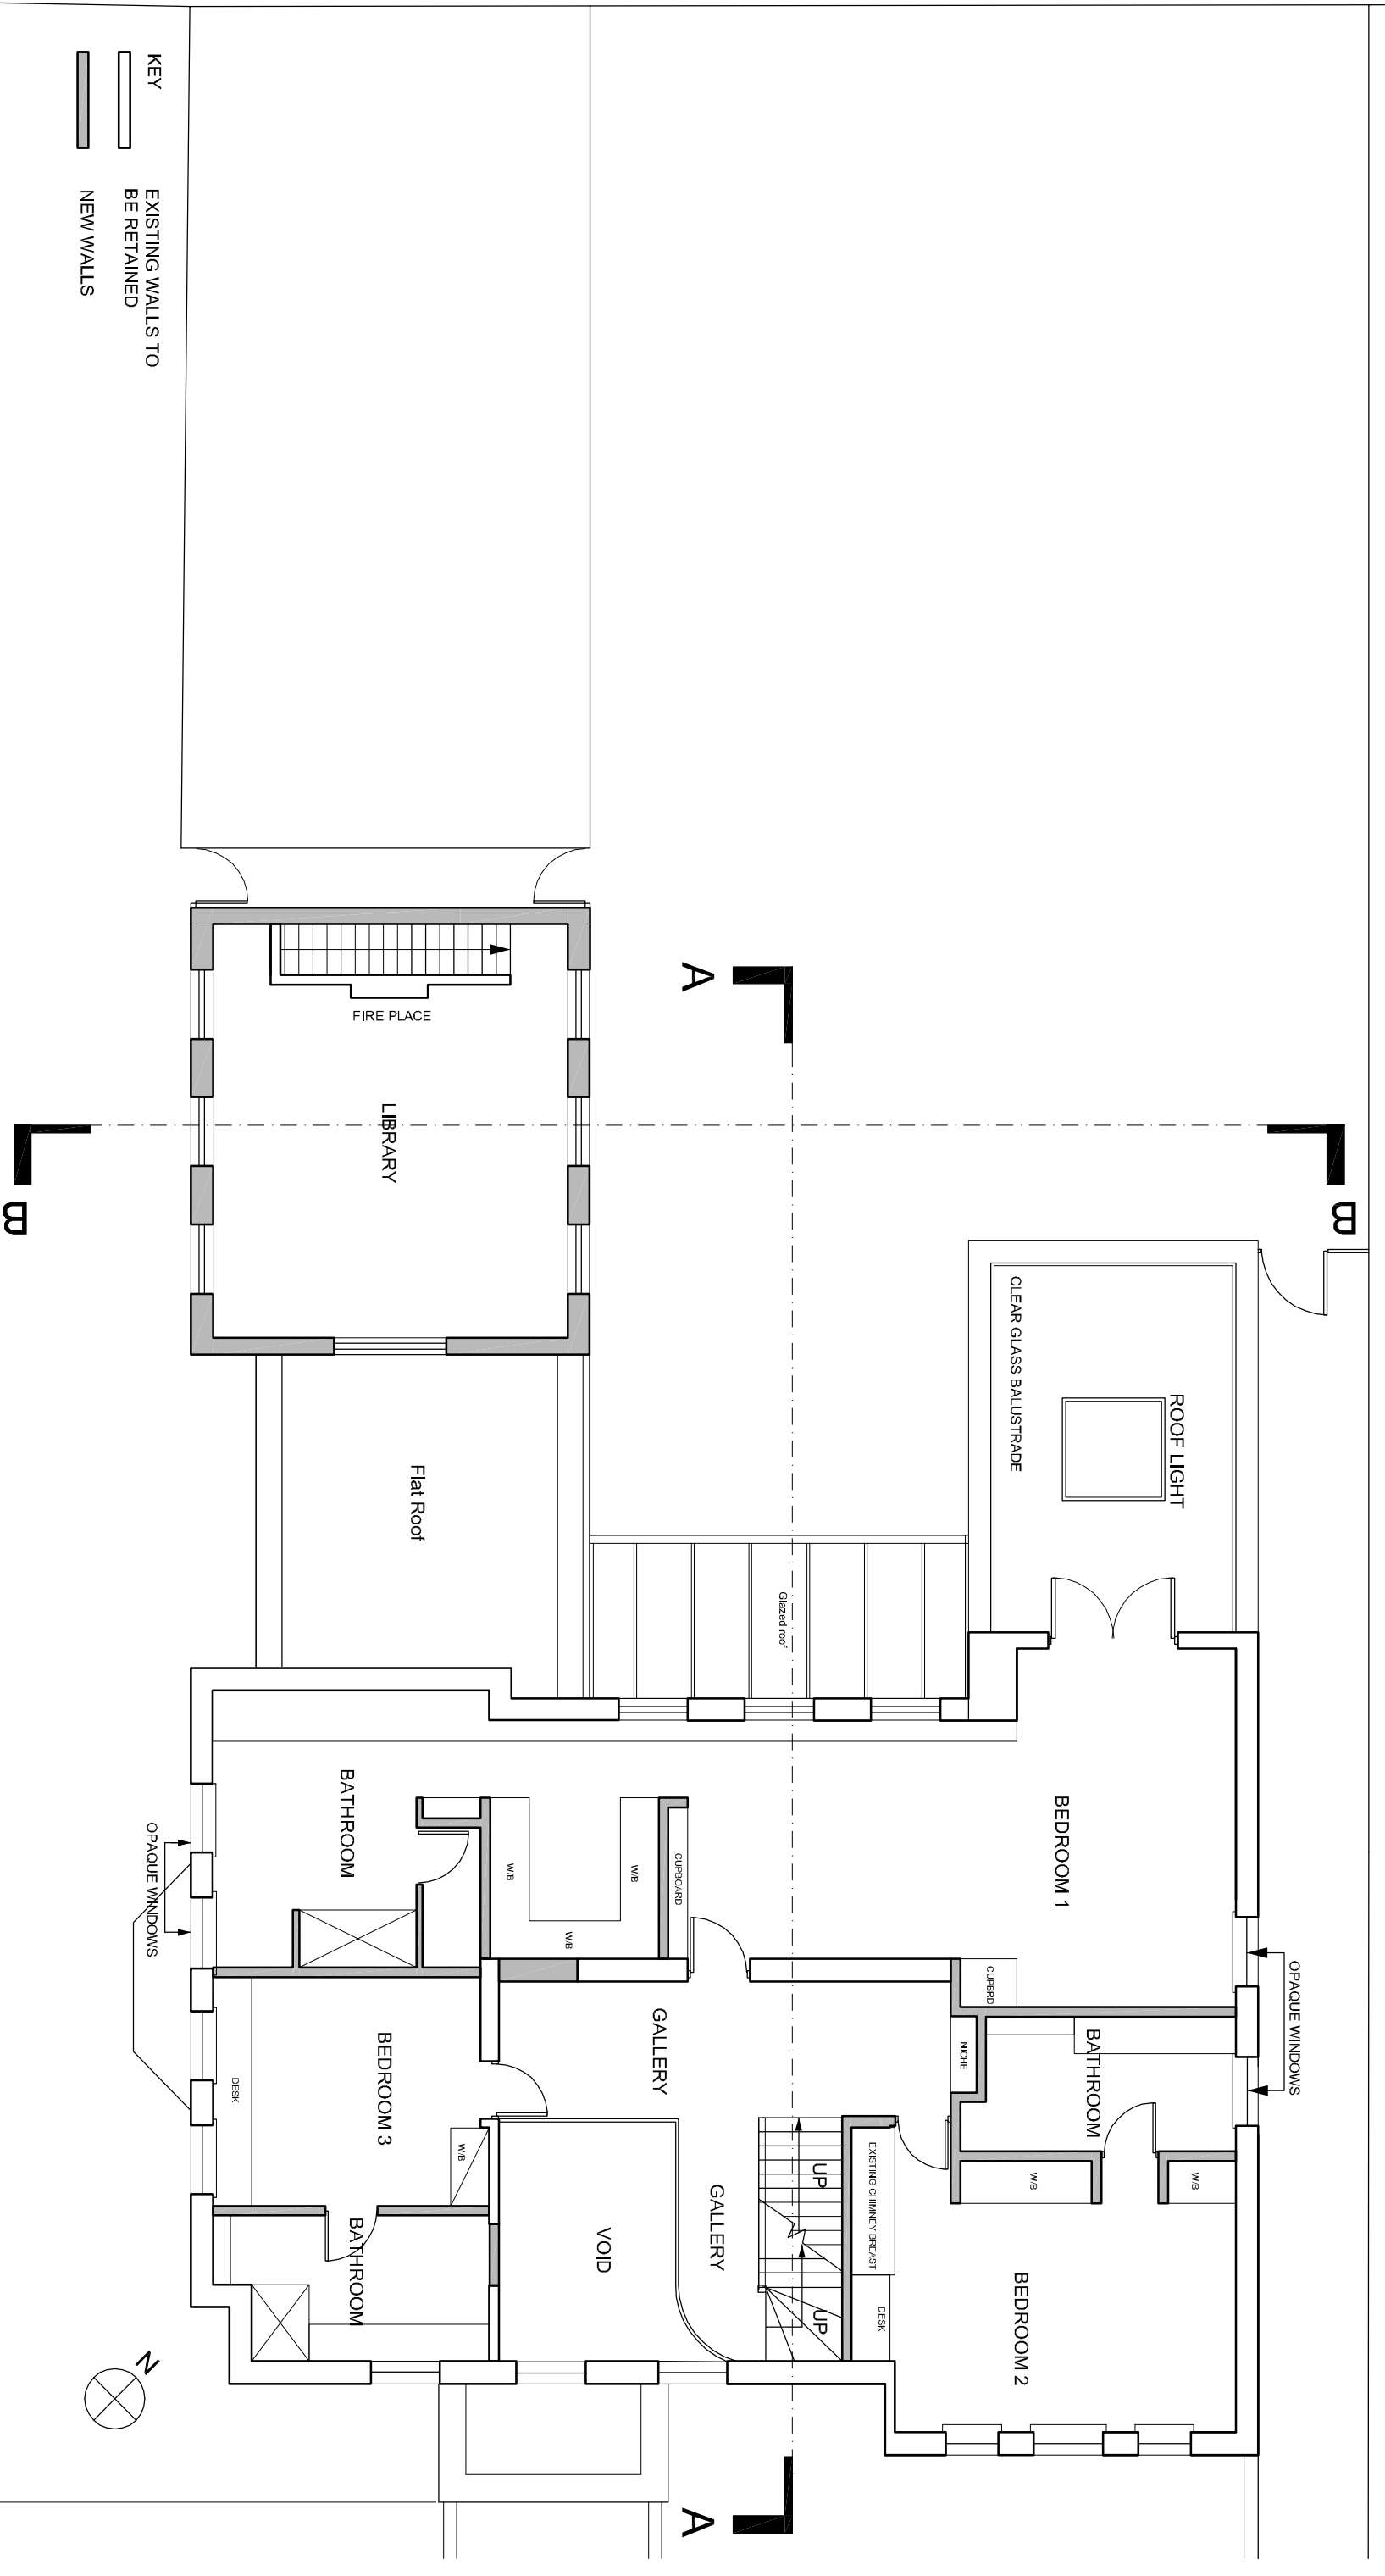 KEY
EXISTING WALLS TO
BE RETAINED
NEW WALLS
FIRE PLACE
LIBRARY
A
B
B
CLEAR GLASS BALUSTRADE
ROOF LIGHT
Flat Roof
Glazed roof
BATHROOM
OPAQUE WINDOWS
W/B
W/B
W/B
CUPBOARD
BEDROOM 1
CUPBRD
OPAQUE WINDOWS
GALLERY
NICHE
BATHROOM
BEDROOM 3
DESK
W/B
GALLERY
UP
EXISTING CHIMNEY BREAST
W/B
W/B
BATHROOM
VOID
UP
DESK
BEDROOM 2
N
A